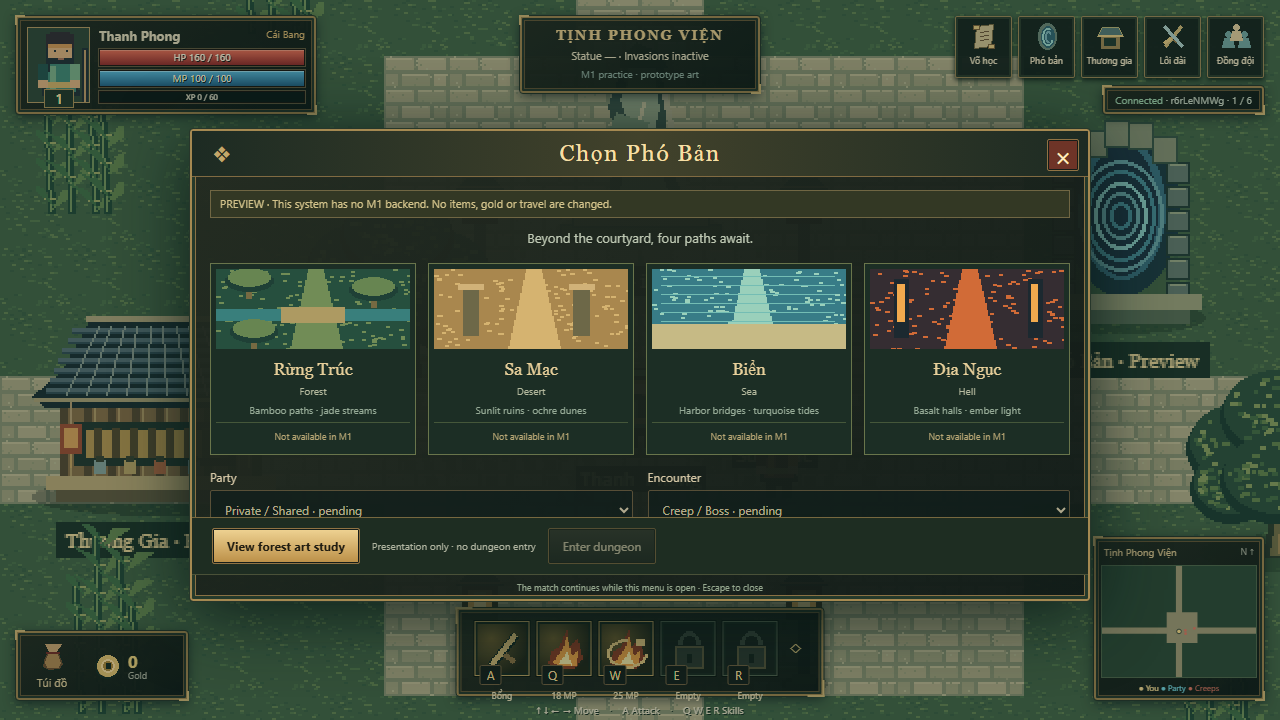 Thanh Phong
Cái Bang
HP 160 / 160
MP 100 / 100
XP 0 / 60
1
TỊNH PHONG VIỆN
Statue — · Invasions inactive
M1 practice · prototype art
Võ học
Phó bản
Thương gia
Lôi đài
Đồng đội
Connected · r6rLeNMWg · 1 / 6
Chọn Phó Bản
PREVIEW · This system has no M1 backend. No items, gold or travel are changed.
Beyond the courtyard, four paths await.
Rừng Trúc
Forest
Bamboo paths · jade streams
Not available in M1
Sa Mạc
Desert
Sunlit ruins · ochre dunes
Not available in M1
Biển
Sea
Harbor bridges · turquoise tides
Not available in M1
Địa Ngục
Hell
Basalt halls · ember light
Not available in M1
Party
Private / Shared · pending
Encounter
Creep / Boss · pending
View forest art study
Presentation only · no dungeon entry
Enter dungeon
The match continues while this menu is open · Escape to close
· Preview
Gia ·
Tịnh Phong Viện
N ↑
You
Party
Creeps
Túi đồ
0
Gold
A
Q
W
E
R
Bổng
18 MP
25 MP
Empty
Empty
↑↓←→ Move
A Attack
Q W E R Skills